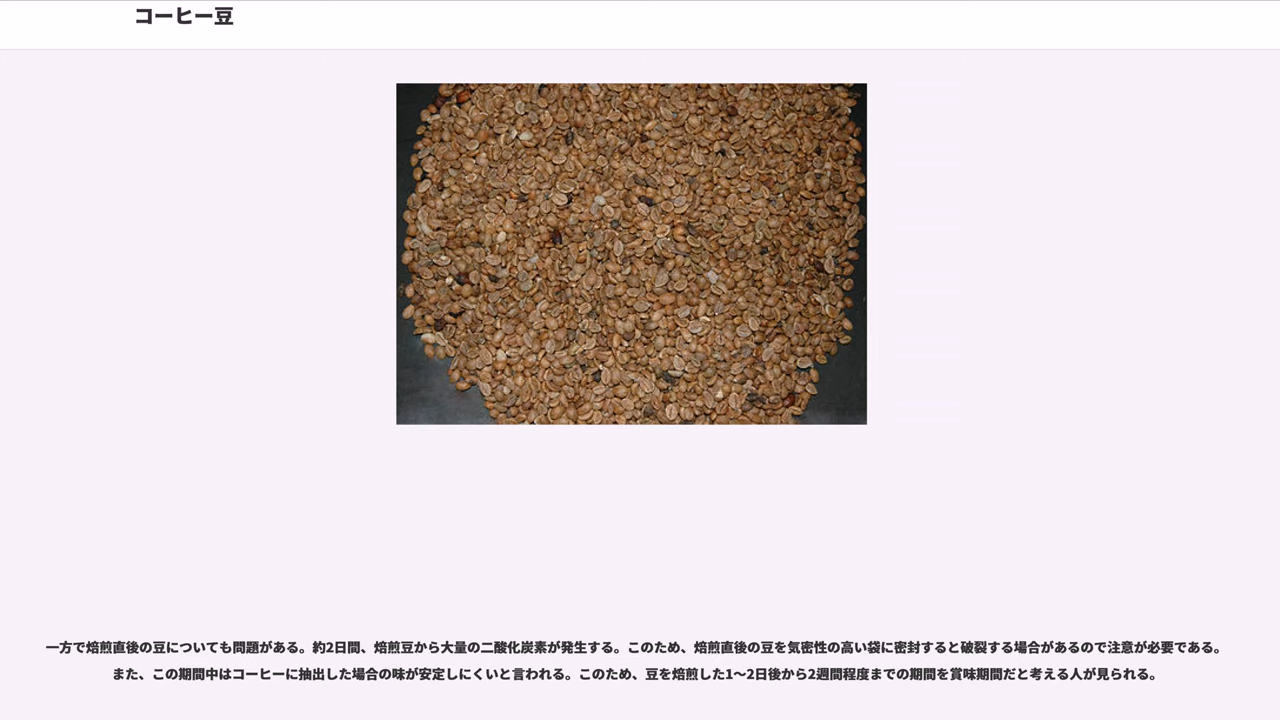 コーヒー豆
一方で焙煎直後の豆についても問題がある。約2日間、焙煎豆から大量の二酸化炭素が発生する。このため、焙煎直後の豆を気密性の高い袋に密封すると破裂する場合があるので注意が必要である。
また、この期間中はコーヒーに抽出した場合の味が安定しにくいと言われる。このため、豆を焙煎した1〜2日後から2週間程度までの期間を賞味期間だと考える人が見られる。